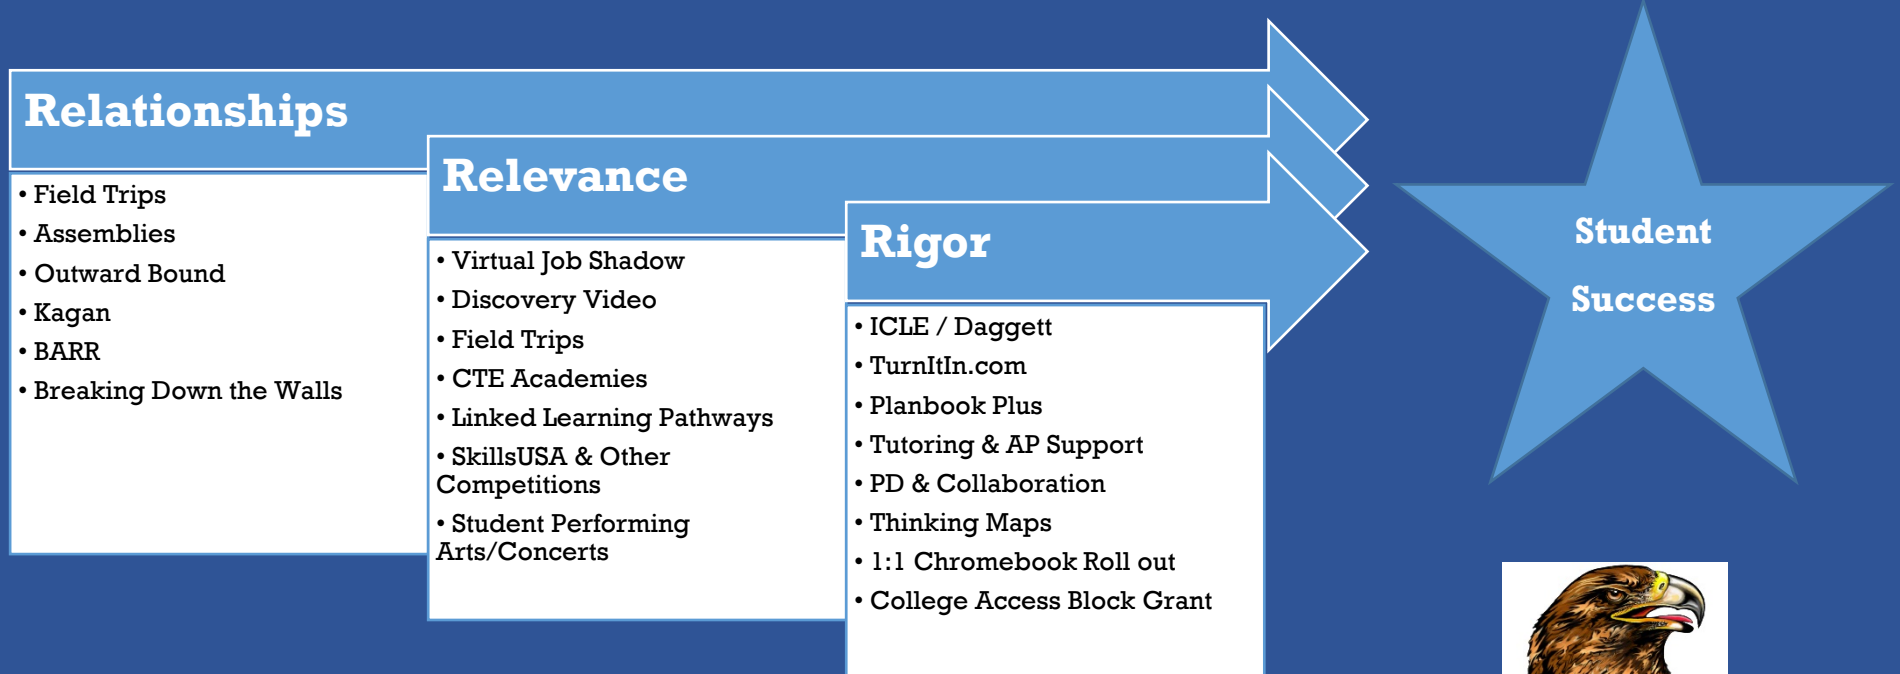 Relationships
• Field Trips
• Assemblies
• Outward Bound
• Kagan
• BARR
• Breaking Down the Walls
Relevance
• Virtual Job Shadow
• Discovery Video
• Field Trips
• CTE Academies
• Linked Learning Pathways
• SkillsUSA & Other
Competitions
• Student Performing
Arts/Concerts
Rigor
• ICLE / Daggett
• TurnItIn.com
• Planbook Plus
• Tutoring & AP Support
• PD & Collaboration
• Thinking Maps
• 1:1 Chromebook Roll out
• College Access Block Grant
Student
Success